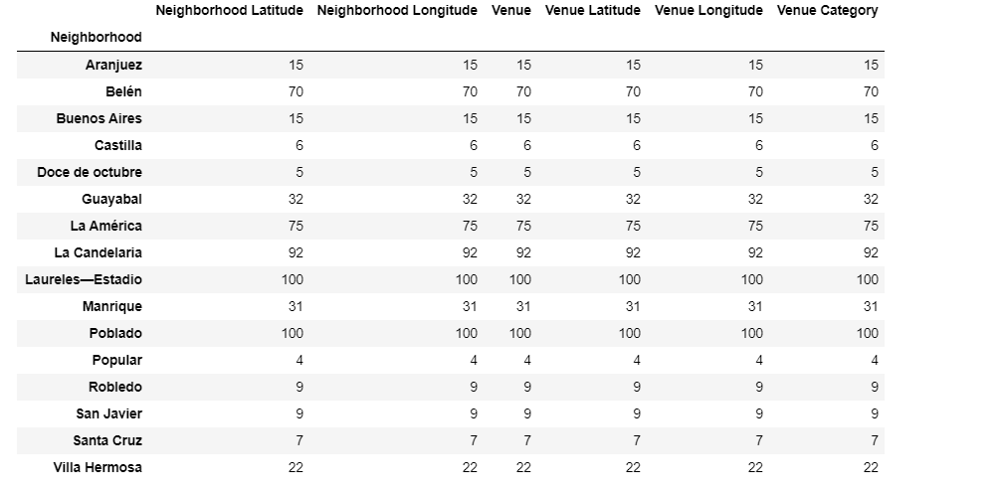 Neighborhood Latitude Neighborhood Longitude Venue Venue Latitude Venue Longitude Venue Category
Neighborhood
Aranjuez 15 15 15 15 15 15
Belén 70 70 70 70 70 70
Buenos Aires 15 15 15 15 15 15
Castilla 6 6 6 6 6 6
Doce de octubre 5 5 5 5 5 5
Guayabal 32 32 32 32 32 32
La América 75 75 75 75 75 75
La Candelaria 92 92 92 92 92 92
Laureles—Estadio 100 100 100 100 100 100
Manrique 31 31 31 31 31 31
Poblado 100 100 100 100 100 100
Popular 4 4 4 4 4 4
Robledo 9 9 9 9 9 9
San Javier 9 9 9 9 9 9
Santa Cruz 7 7 7 7 7 7
Villa Hermosa 22 22 22 22 22 22